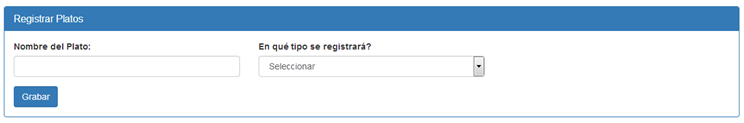 Registrar Platos
Nombre del Plato:
En qué tipo se registrará?
Seleccionar
Grabar